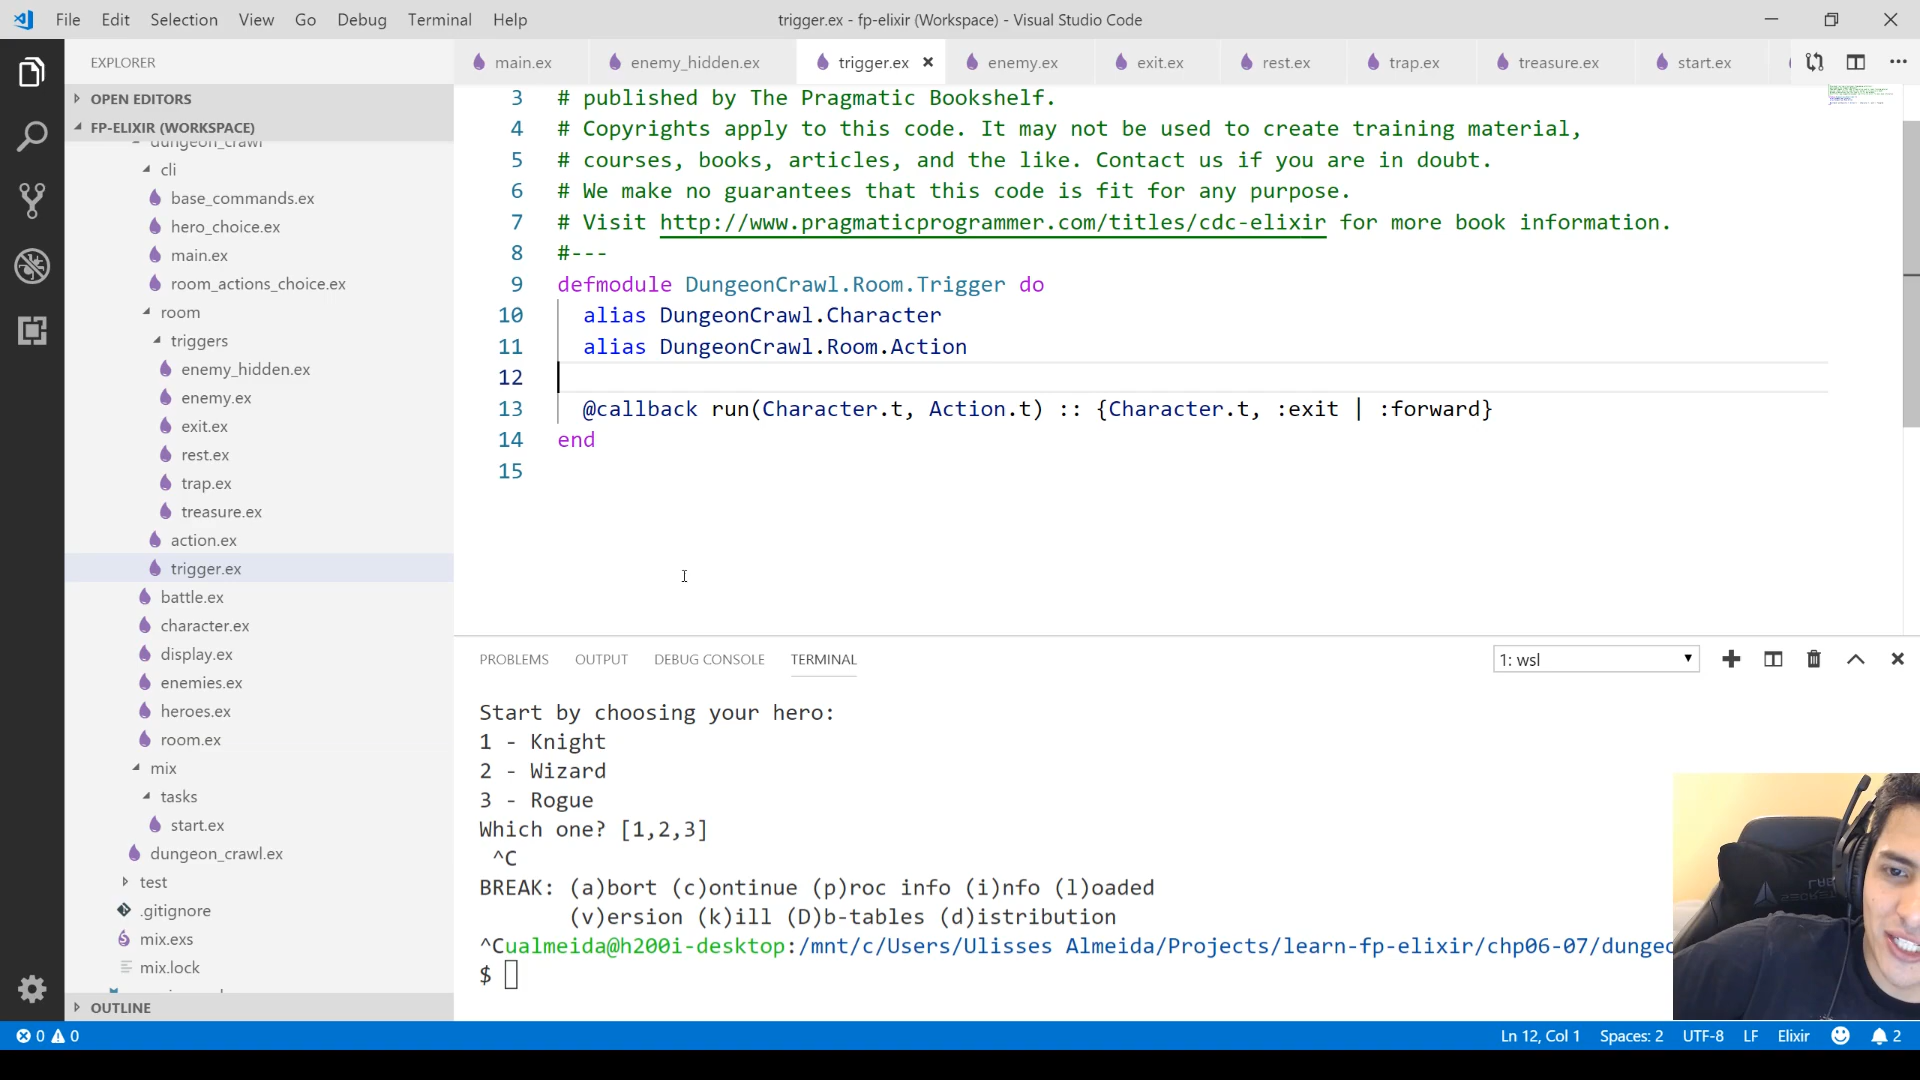 File Edit Selection View Go Debug Terminal Help
trigger.ex - fp-elixir (Workspace) - Visual Studio Code
EXPLORER
OPEN EDITORS
FP-ELIXIR (WORKSPACE)
dungeon_crawl
cli
base_commands.ex
hero_choice.ex
main.ex
room_actions_choice.ex
room
triggers
enemy_hidden.ex
enemy.ex
exit.ex
rest.ex
trap.ex
treasure.ex
action.ex
trigger.ex
battle.ex
character.ex
display.ex
enemies.ex
heroes.ex
room.ex
mix
tasks
start.ex
dungeon_crawl.ex
test
.gitignore
mix.exs
mix.lock
OUTLINE
main.ex enemy_hidden.ex trigger.ex enemy.ex exit.ex rest.ex trap.ex treasure.ex start.ex
3 # published by The Pragmatic Bookshelf.
4 # Copyrights apply to this code. It may not be used to create training material,
5 # courses, books, articles, and the like. Contact us if you are in doubt.
6 # We make no guarantees that this code is fit for any purpose.
7 # Visit http://www.pragmaticprogrammer.com/titles/cdc-elixir for more book information.
8 #---
9 defmodule DungeonCrawl.Room.Trigger do
10 alias DungeonCrawl.Character
11 alias DungeonCrawl.Room.Action
12
13 @callback run(Character.t, Action.t) :: {Character.t, :exit | :forward}
14 end
15
PROBLEMS OUTPUT DEBUG CONSOLE TERMINAL
1: wsl
Start by choosing your hero:
1 - Knight
2 - Wizard
3 - Rogue
Which one? [1,2,3]
^C
BREAK: (a)bort (c)ontinue (p)roc info (i)nfo (l)oaded
(v)ersion (k)ill (D)b-tables (d)istribution
^Cualmeida@h200i-desktop:/mnt/c/Users/Ulisses Almeida/Projects/learn-fp-elixir/chp06-07/dungeo
$
0 0
Ln 12, Col 1 Spaces: 2 UTF-8 LF Elixir 2